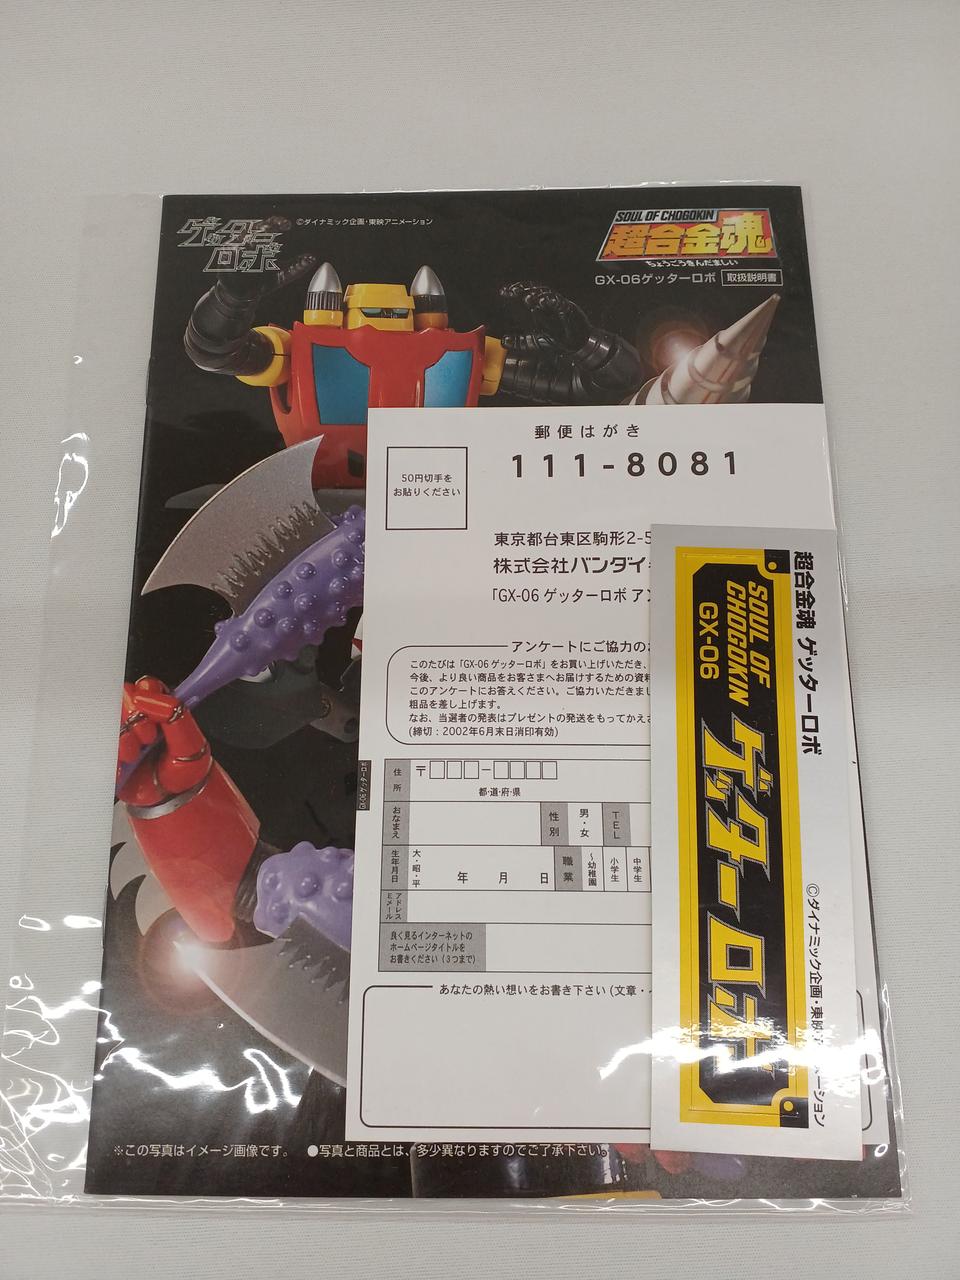 ゲッターロボ
©ダイナミック企画・東映アニメーション
SOUL OF CHOGOKIN
超合金魂
ちょうごうきんだましい
GX-06ゲッターロボ 取扱説明書
郵便はがき
111-8081
50円切手を
お貼りください
東京都台東区駒形2-5
株式会社バンダイ
「GX-06 ゲッターロボ アン
アンケートにご協力のお
このたびは「GX-06 ゲッターロボ」をお買い上げいただき、
今後、より良い商品をお客さまへお届けするための資料
このアンケートにお答えください。ご協力いただきまし
粗品を差し上げます。
なお、当選者の発表はプレゼントの発送をもってかえさ
(締切：2002年6月末日消印有効)
GX-06 ゲッターロボ
住所 〒□□□-□□□□
都・道・府・県
おなまえ 性別 男・女 TEL
生年月日 大・昭・平 年 月 日 職業 ～幼稚園 小学生 中学生
Eメールアドレス
良く見るインターネットの
ホームページタイトルを
お書きください（3つまで）
あなたの熱い想いをお書き下さい（文章・イ
超合金魂 ゲッターロボ
©ダイナミック企画・東映アニメーション
SOUL OF
CHOGOKIN
GX-06
ゲッターロボ
※この写真はイメージ画像です。 ●写真と商品とは、多少異なりますのでご了承下さい。